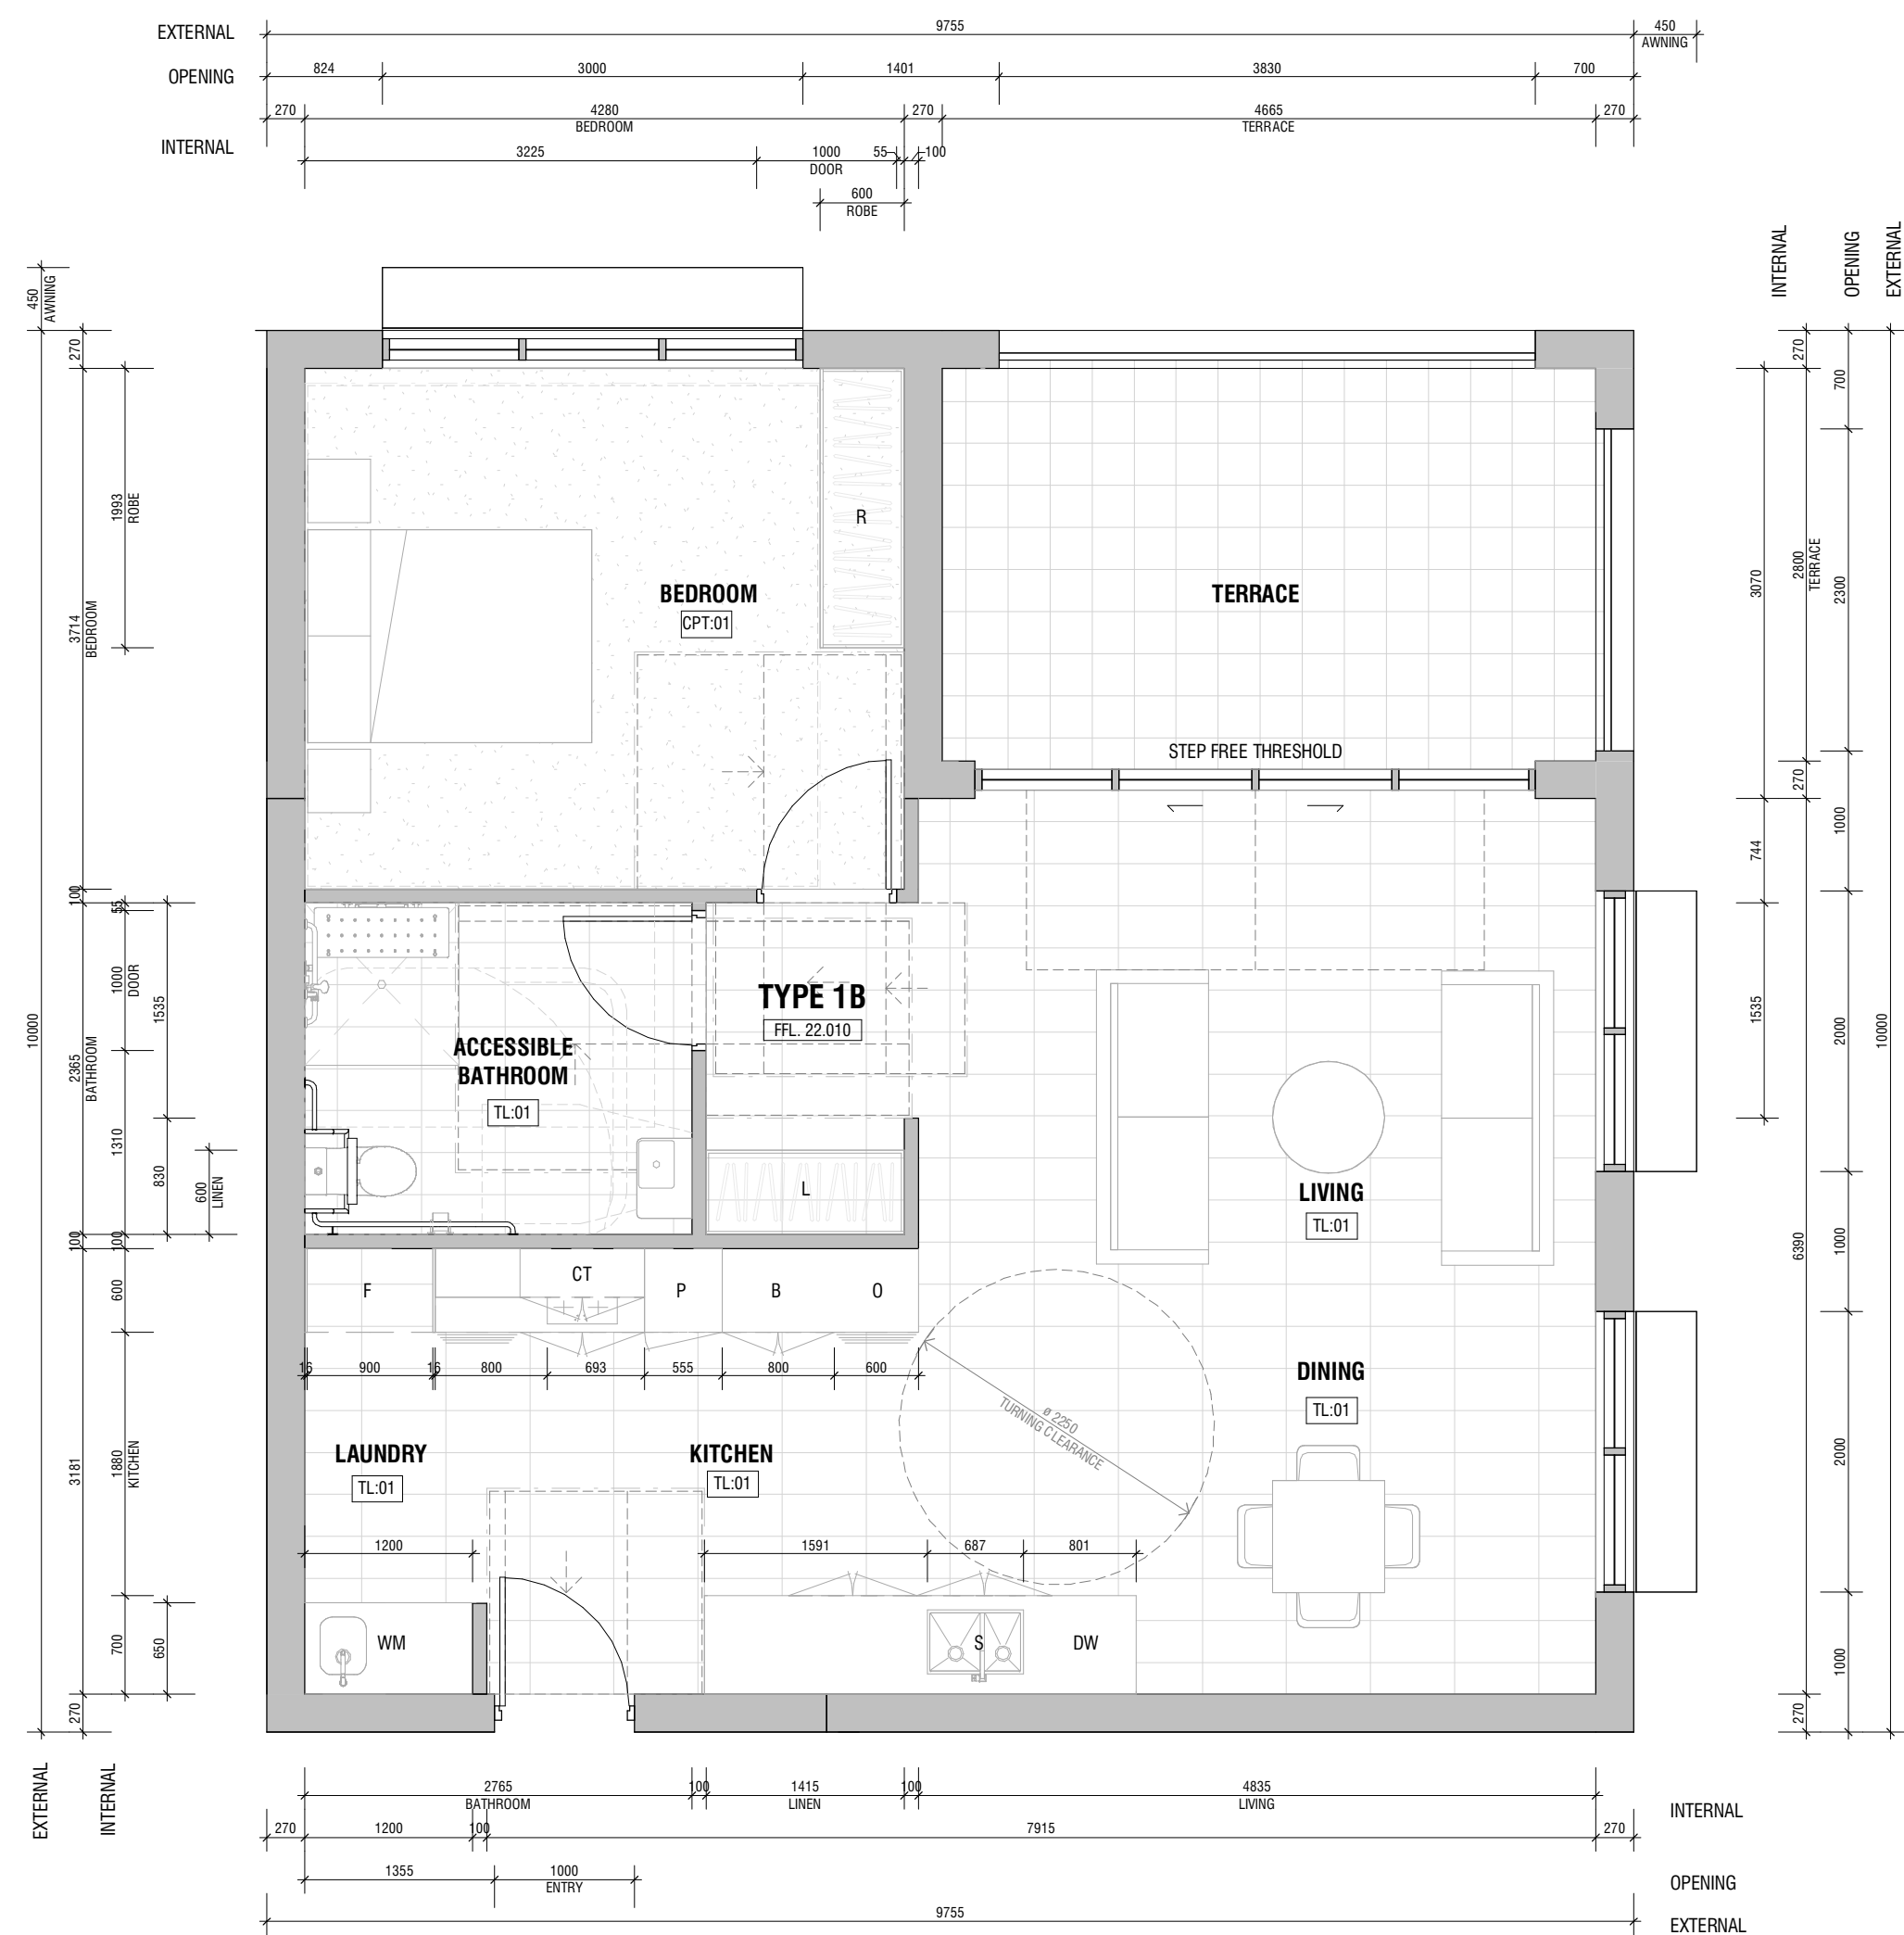 EXTERNAL
9755
450
AWNING
OPENING
824
3000
1401
3830
700
270
4280
BEDROOM
270
4665
TERRACE
270
INTERNAL
3225
1000
DOOR
55
100
600
ROBE
INTERNAL
OPENING
EXTERNAL
450
AWNING
270
1993
ROBE
3714
BEDROOM
10000
100
55
1000
DOOR
1535
2365
BATHROOM
1310
830
600
LINEN
100
100
600
3181
1880
KITCHEN
700
650
270
EXTERNAL
INTERNAL
R
BEDROOM
CPT:01
TERRACE
STEP FREE THRESHOLD
TYPE 1B
FFL. 22.010
ACCESSIBLE
BATHROOM
TL:01
L
LIVING
TL:01
F
CT
P
B
O
16
900
16
800
693
555
800
600
DINING
TL:01
ø 2250
TURNING CLEARANCE
LAUNDRY
TL:01
KITCHEN
TL:01
1200
1591
687
801
WM
S
DW
270
700
3070
2800
TERRACE
2300
270
1000
744
1535
2000
10000
6390
1000
2000
1000
270
2765
BATHROOM
100
1415
LINEN
100
4835
LIVING
INTERNAL
270
1200
100
7915
270
1355
1000
ENTRY
OPENING
9755
EXTERNAL